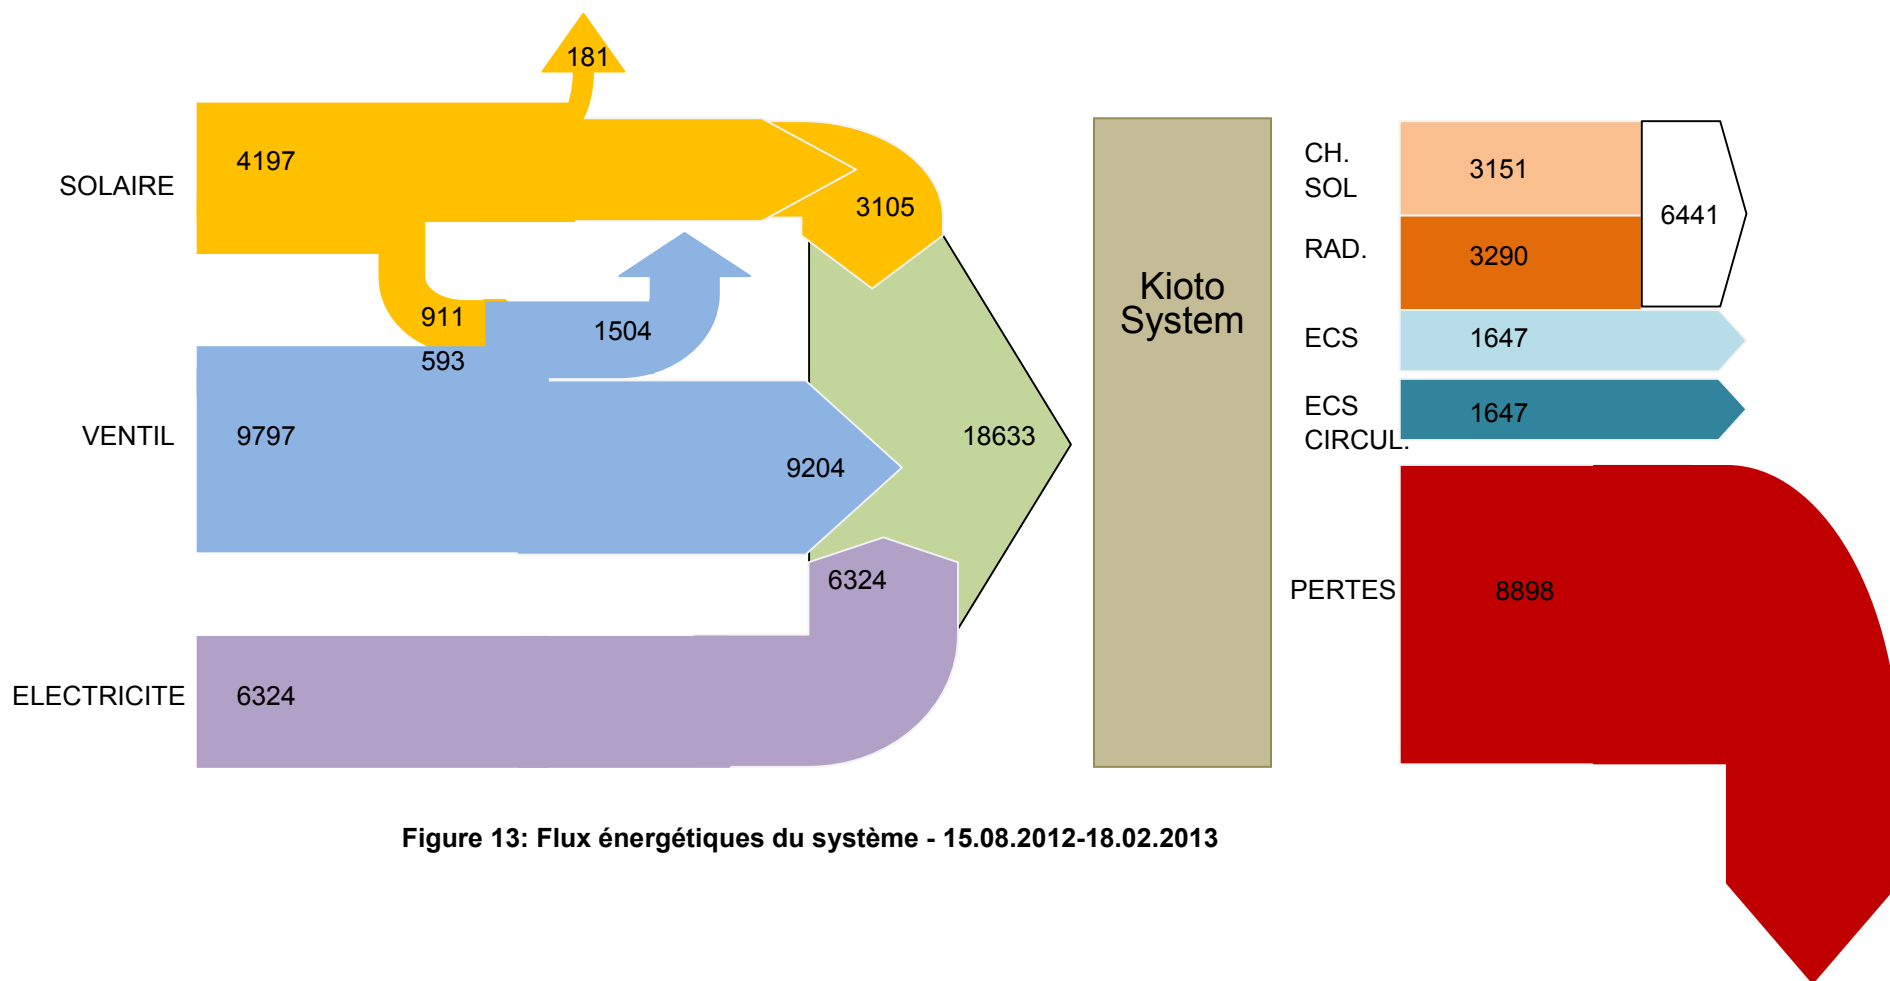 181
SOLAIRE
4197
3105
911
593
1504
VENTIL
9797
9204
18633
ELECTRICITE
6324
6324
Kioto
System
CH.
SOL
3151
RAD.
3290
6441
ECS
1647
ECS
CIRCUL.
1647
PERTES
8898
Figure 13: Flux énergétiques du système - 15.08.2012-18.02.2013